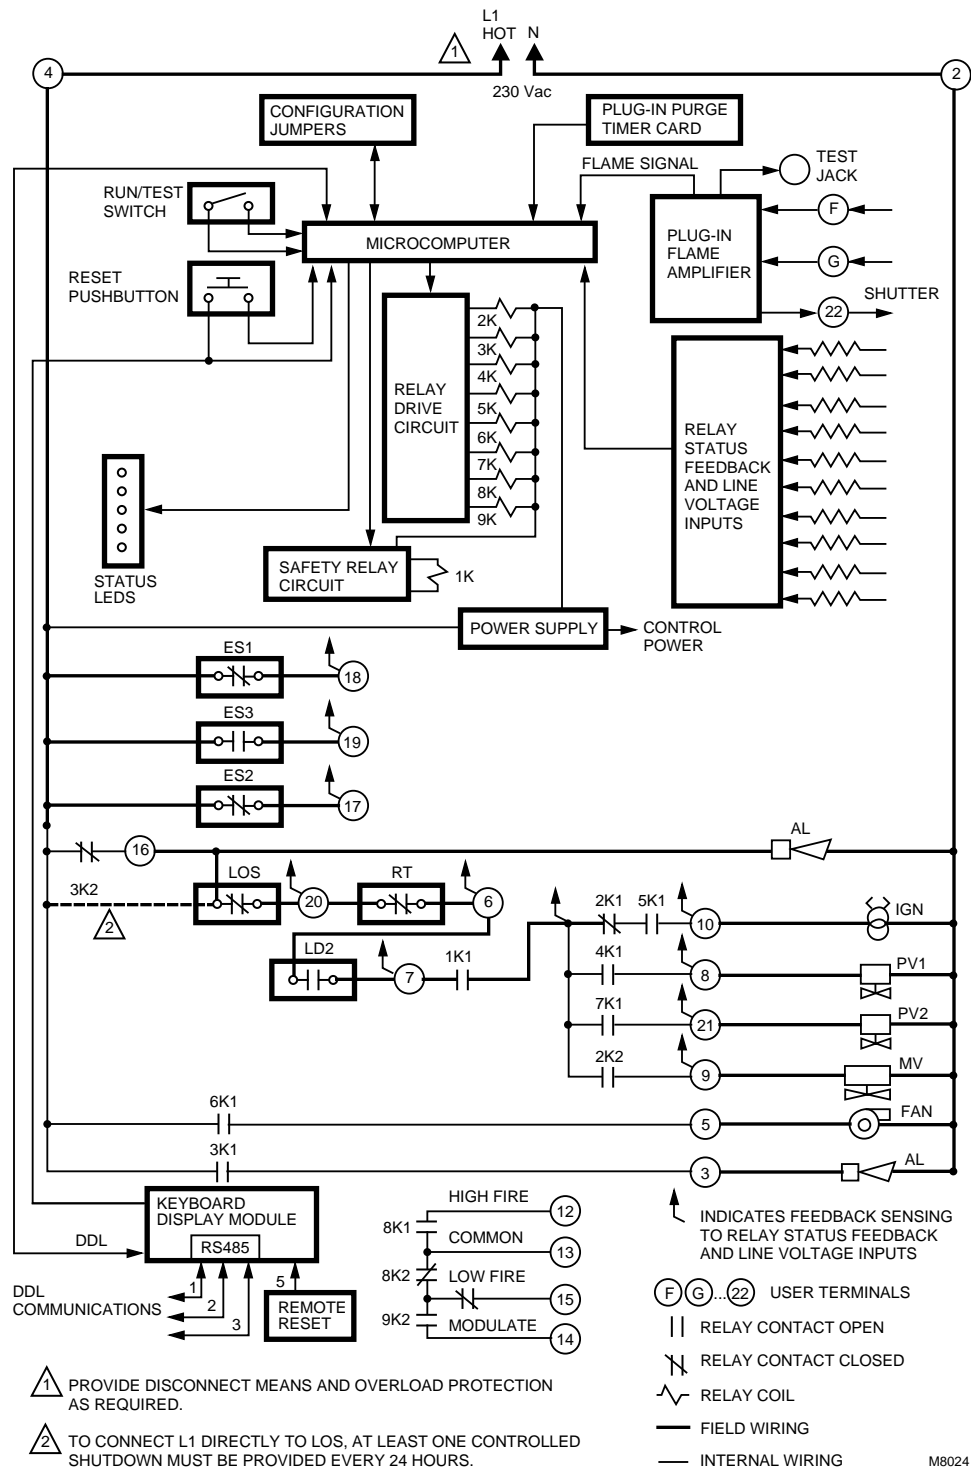 L1
HOT N
1
4
2
230 Vac
CONFIGURATION
JUMPERS
PLUG-IN PURGE
TIMER CARD
FLAME SIGNAL
TEST
JACK
RUN/TEST
SWITCH
F
MICROCOMPUTER
PLUG-IN
FLAME
AMPLIFIER
G
RESET
PUSHBUTTON
SHUTTER
22
RELAY
DRIVE
CIRCUIT
2K
3K
4K
5K
6K
7K
8K
9K
RELAY
STATUS
FEEDBACK
AND LINE
VOLTAGE
INPUTS
STATUS
LEDS
SAFETY RELAY
CIRCUIT
1K
POWER SUPPLY
CONTROL
POWER
ES1
18
ES3
19
ES2
17
16
AL
3K2
2
LOS
20
RT
6
2K1
5K1
10
IGN
LD2
7
1K1
4K1
8
PV1
7K1
21
PV2
2K2
9
MV
6K1
5
FAN
3K1
3
AL
KEYBOARD
DISPLAY MODULE
RS485
DDL
DDL
COMMUNICATIONS
1
2
3
5
REMOTE
RESET
HIGH FIRE
12
8K1
COMMON
13
8K2
LOW FIRE
15
9K2
MODULATE
14
INDICATES FEEDBACK SENSING
TO RELAY STATUS FEEDBACK
AND LINE VOLTAGE INPUTS
F G ... 22 USER TERMINALS
RELAY CONTACT OPEN
RELAY CONTACT CLOSED
RELAY COIL
FIELD WIRING
INTERNAL WIRING
1 PROVIDE DISCONNECT MEANS AND OVERLOAD PROTECTION
AS REQUIRED.
2 TO CONNECT L1 DIRECTLY TO LOS, AT LEAST ONE CONTROLLED
SHUTDOWN MUST BE PROVIDED EVERY 24 HOURS.
M8024